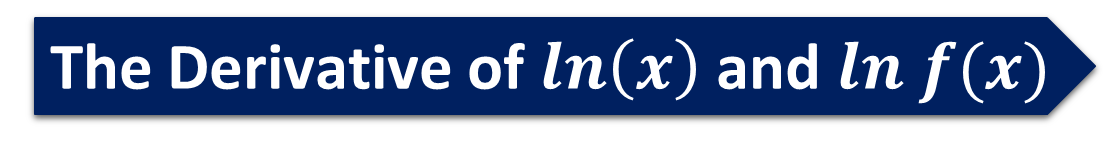 The Derivative of ln(x) and ln f(x)